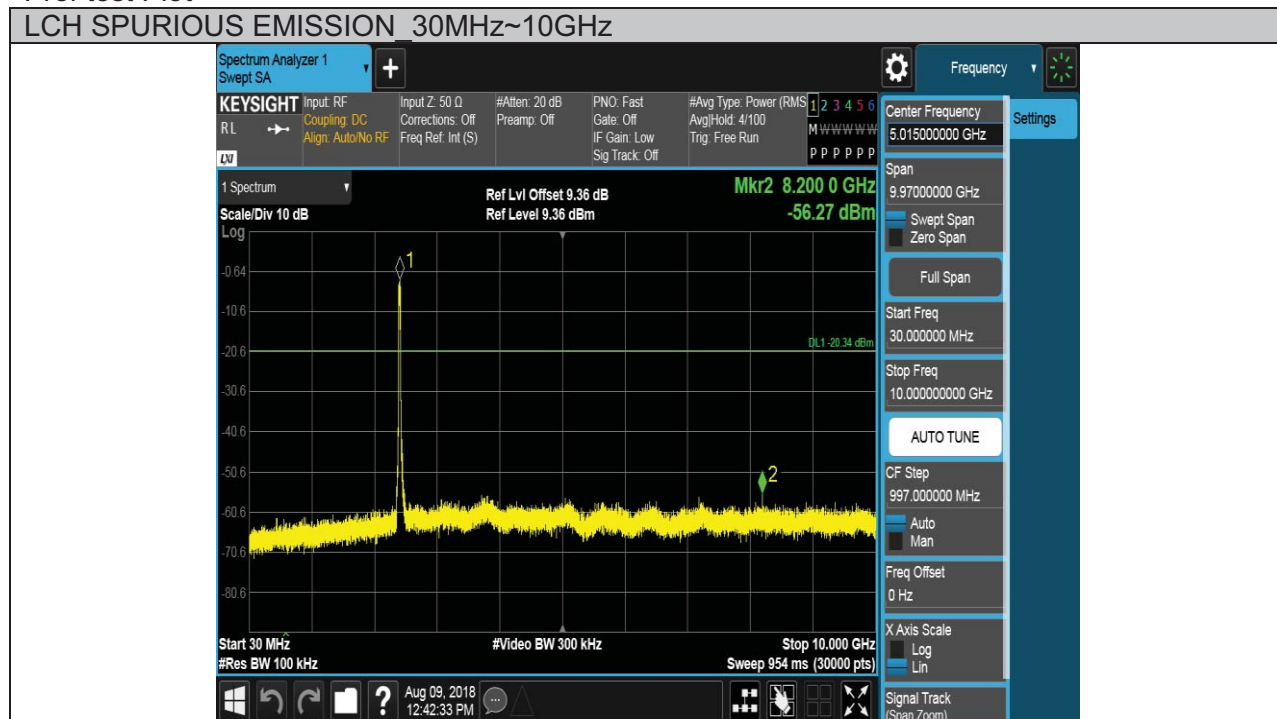 LCH SPURIOUS EMISSION_30MHz~10GHz
Spectrum Analyzer 1
Swept SA
Frequency
KEYSIGHT
RL
LXI
Input: RF
Coupling: DC
Align: Auto/No RF
Input Z: 50 Ω
Corrections: Off
Freq Ref: Int (S)
#Atten: 20 dB
Preamp: Off
PNO: Fast
Gate: Off
IF Gain: Low
Sig Track: Off
#Avg Type: Power (RMS
Avg|Hold: 4/100
Trig: Free Run
1 2 3 4 5 6
M W W W W W
P P P P P P
1 Spectrum
Scale/Div 10 dB
Log
Ref Lvl Offset 9.36 dB
Ref Level 9.36 dBm
Mkr2 8.200 0 GHz
-56.27 dBm
1
-0.64
-10.6
DL1 -20.34 dBm
-20.6
-30.6
-40.6
-50.6
2
-60.6
-70.6
-80.6
Start 30 MHz
#Res BW 100 kHz
#Video BW 300 kHz
Stop 10.000 GHz
Sweep 954 ms (30000 pts)
?
Aug 09, 2018
12:42:33 PM
Center Frequency
5.015000000 GHz
Settings
Span
9.97000000 GHz
Swept Span
Zero Span
Full Span
Start Freq
30.000000 MHz
Stop Freq
10.000000000 GHz
AUTO TUNE
CF Step
997.000000 MHz
Auto
Man
Freq Offset
0 Hz
X Axis Scale
Log
Lin
Signal Track
(Span Zoom)